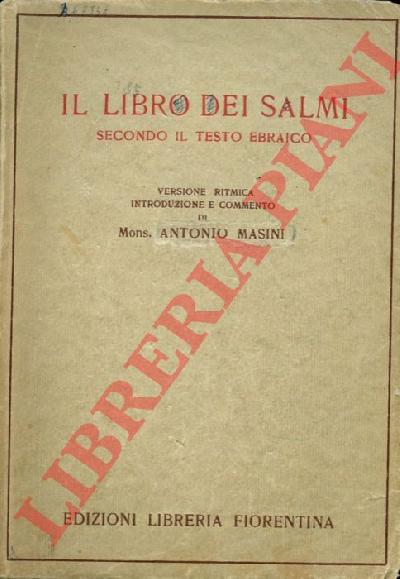 IL LIBRO DEI SALMI
SECONDO IL TESTO EBRAICO
VERSIONE RITMICA
INTRODUZIONE E COMMENTO
DI
Mons. ANTONIO MASINI
EDIZIONI LIBRERIA FIORENTINA
LIBRERIA PIANI